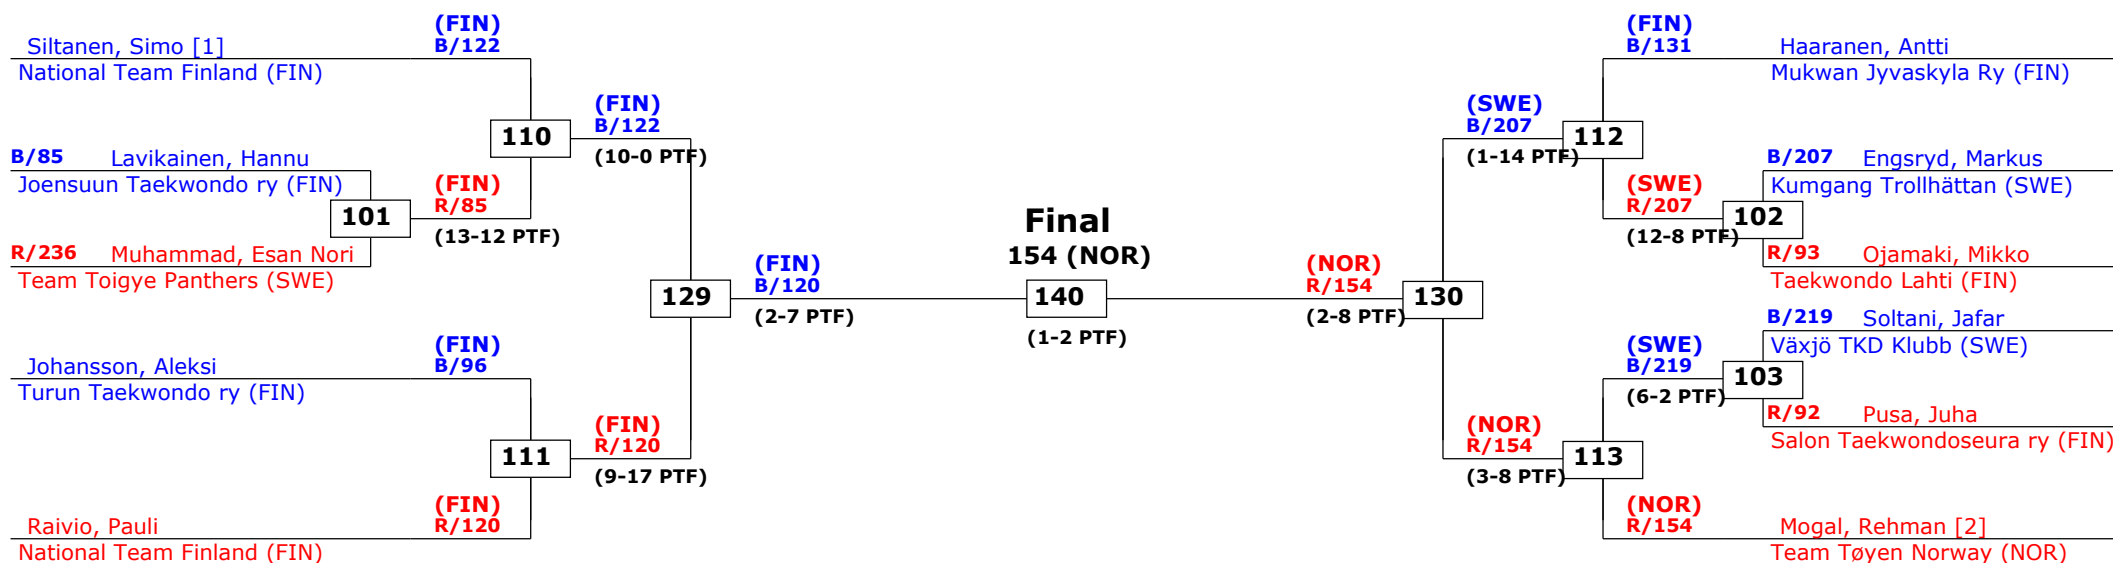 (FIN)
B/122
Siltanen, Simo [1]
National Team Finland (FIN)
(FIN)
B/122
110
(10-0 PTF)
B/85 Lavikainen, Hannu
Joensuun Taekwondo ry (FIN)
(FIN)
R/85
101
(13-12 PTF)
R/236 Muhammad, Esan Nori
Team Toigye Panthers (SWE)
(FIN)
B/120
129
(2-7 PTF)
(FIN)
B/96
Johansson, Aleksi
Turun Taekwondo ry (FIN)
(FIN)
R/120
111
(9-17 PTF)
(FIN)
R/120
Raivio, Pauli
National Team Finland (FIN)
Final
154 (NOR)
140
(1-2 PTF)
(FIN)
B/131
Haaranen, Antti
Mukwan Jyvaskyla Ry (FIN)
(SWE)
B/207
112
(1-14 PTF)
B/207 Engsryd, Markus
Kumgang Trollhättan (SWE)
(SWE)
R/207
102
(12-8 PTF)
R/93 Ojamaki, Mikko
Taekwondo Lahti (FIN)
(NOR)
R/154
130
(2-8 PTF)
B/219 Soltani, Jafar
Växjö TKD Klubb (SWE)
(SWE)
B/219
103
(6-2 PTF)
R/92 Pusa, Juha
Salon Taekwondoseura ry (FIN)
(NOR)
R/154
113
(3-8 PTF)
(NOR)
R/154
Mogal, Rehman [2]
Team Tøyen Norway (NOR)